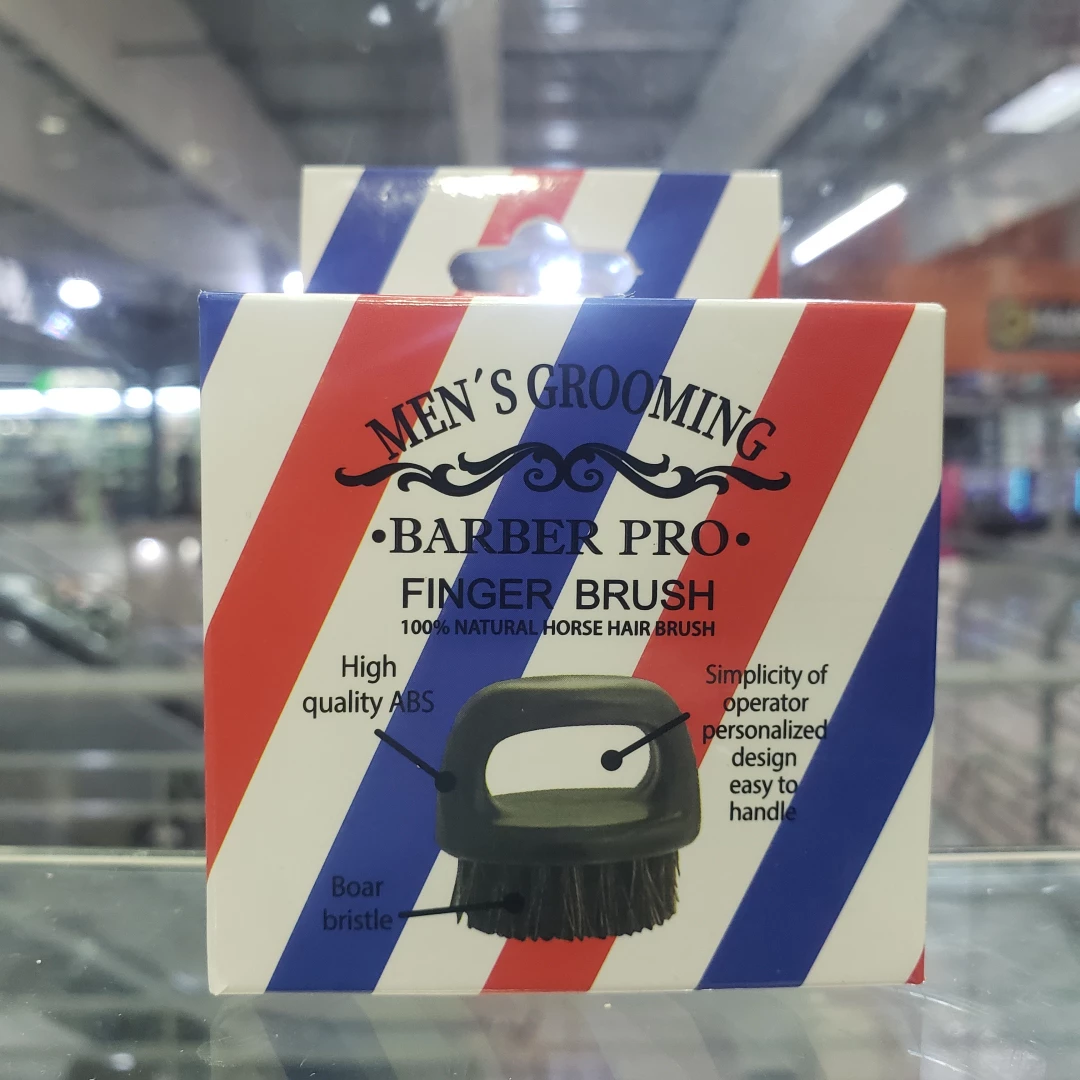 MEN´S GROOMING
•BARBER PRO•
FINGER BRUSH
100% NATURAL HORSE HAIR BRUSH
High
quality ABS
Simplicity of
operator
personalized
design
easy to
handle
Boar
bristle